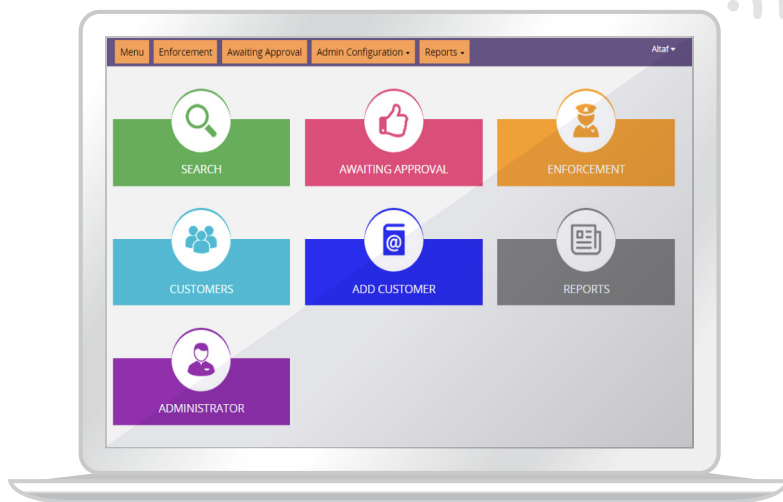 Menu Enforcement Awaiting Approval Admin Configuration Reports Altaf
SEARCH AWAITING APPROVAL ENFORCEMENT
@
CUSTOMERS ADD CUSTOMER REPORTS
ADMINISTRATOR